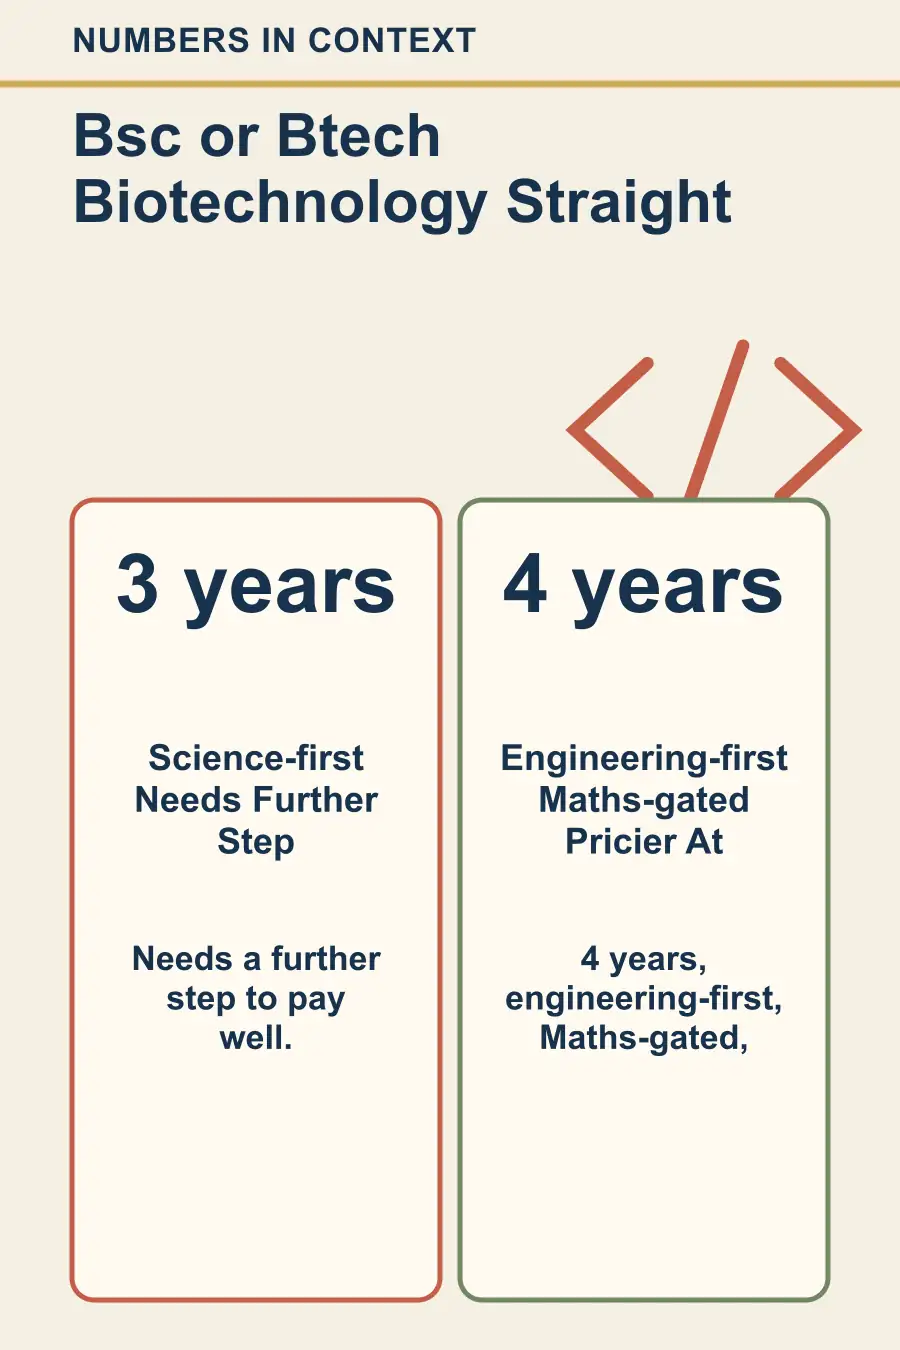 NUMBERS IN CONTEXT
Bsc or Btech
Biotechnology Straight
3 years
Science-first
Needs Further
Step
Needs a further
step to pay
well.
4 years
Engineering-first
Maths-gated
Pricier At
4 years,
engineering-first,
Maths-gated,